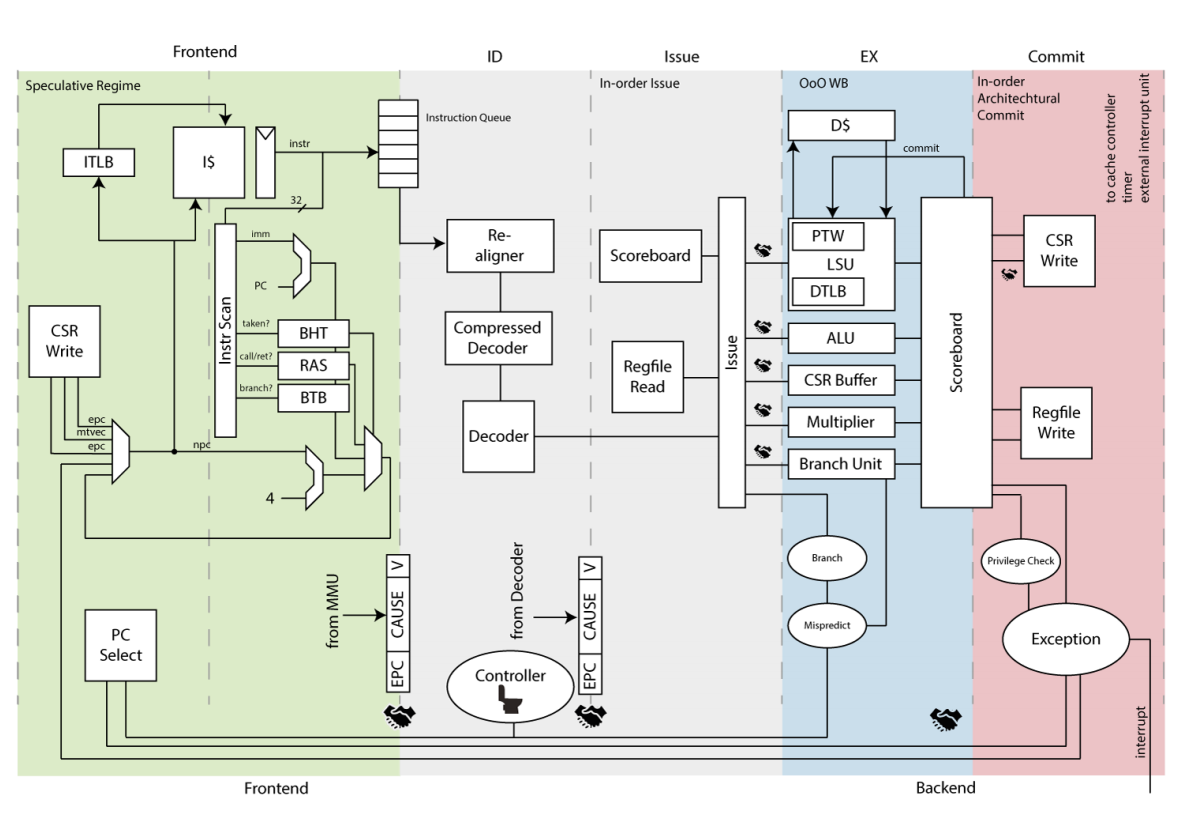 Frontend
ID
Issue
EX
Commit
Speculative Regime
In-order Issue
OoO WB
In-order
Architechtural
Commit
to cache controller
timer
external interrupt unit
ITLB
I$
instr
Instruction Queue
32
D$
commit
Instr Scan
imm
PC
taken?
BHT
call/ret?
RAS
branch?
BTB
CSR
Write
epc
mtvec
epc
npc
4
Re-
aligner
Compressed
Decoder
Decoder
Scoreboard
Regfile
Read
Issue
PTW
LSU
DTLB
ALU
CSR Buffer
Multiplier
Branch Unit
Scoreboard
CSR
Write
Regfile
Write
Branch
Mispredict
Privilege Check
Exception
interrupt
PC
Select
from MMU
EPC
CAUSE
V
from Decoder
EPC
CAUSE
V
Controller
Frontend
Backend